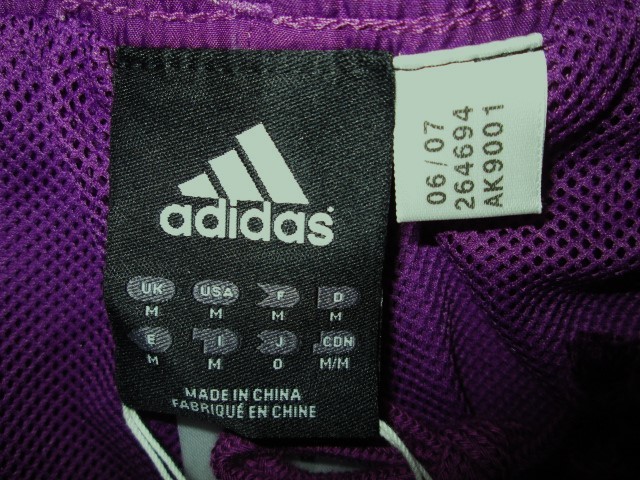 adidas
UK USA F D
M M M M
E I J CDN
M M O M/M
MADE IN CHINA
FABRIQUÉ EN CHINE
06/07
264694
AK9001